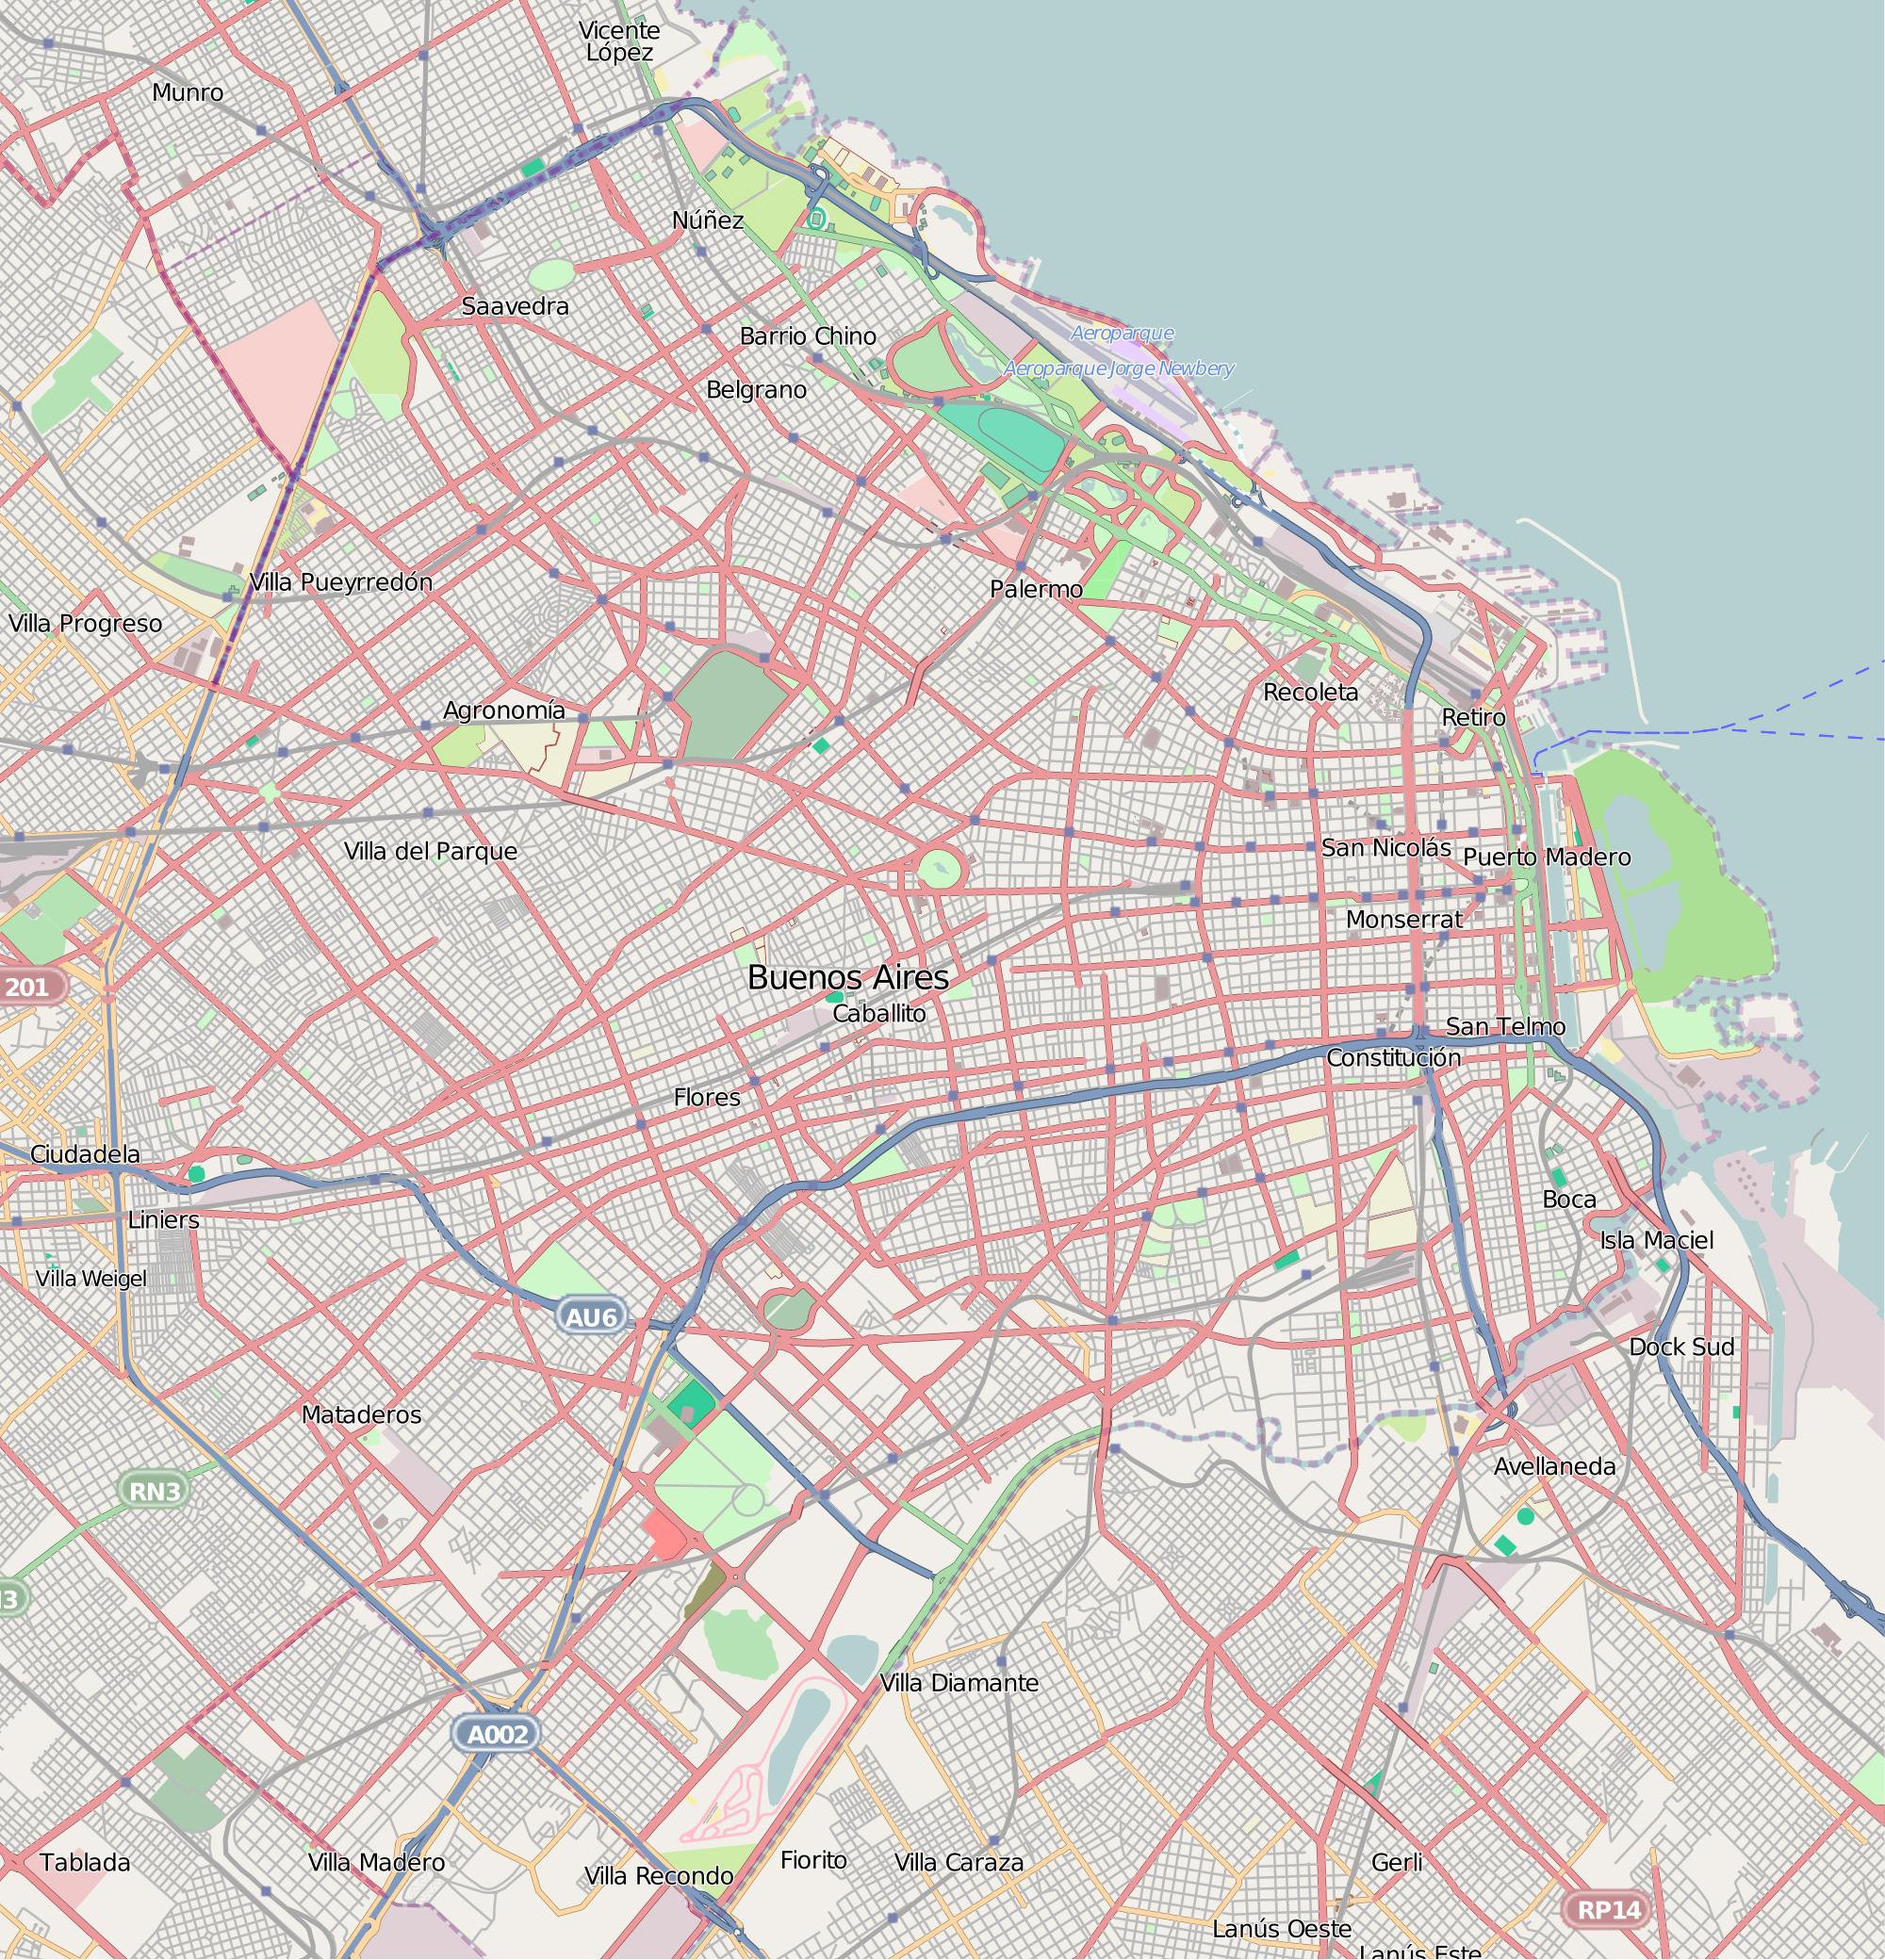 Vicente
López
Munro
Núñez
Saavedra
Barrio Chino
Aeroparque
Aeroparque Jorge Newbery
Belgrano
Villa Pueyrredón
Palermo
Villa Progreso
Recoleta
Agronomía
Retiro
Villa del Parque
San Nicolás
Puerto Madero
Monserrat
Buenos Aires
201
Caballito
San Telmo
Constitución
Flores
Ciudadela
Boca
Liniers
Isla Maciel
Villa Weigel
AU6
Dock Sud
Mataderos
Avellaneda
RN3
I3
Villa Diamante
A002
Tablada
Villa Madero
Villa Recondo
Fiorito
Villa Caraza
Gerli
RP14
Lanús Oeste
Lanús Este